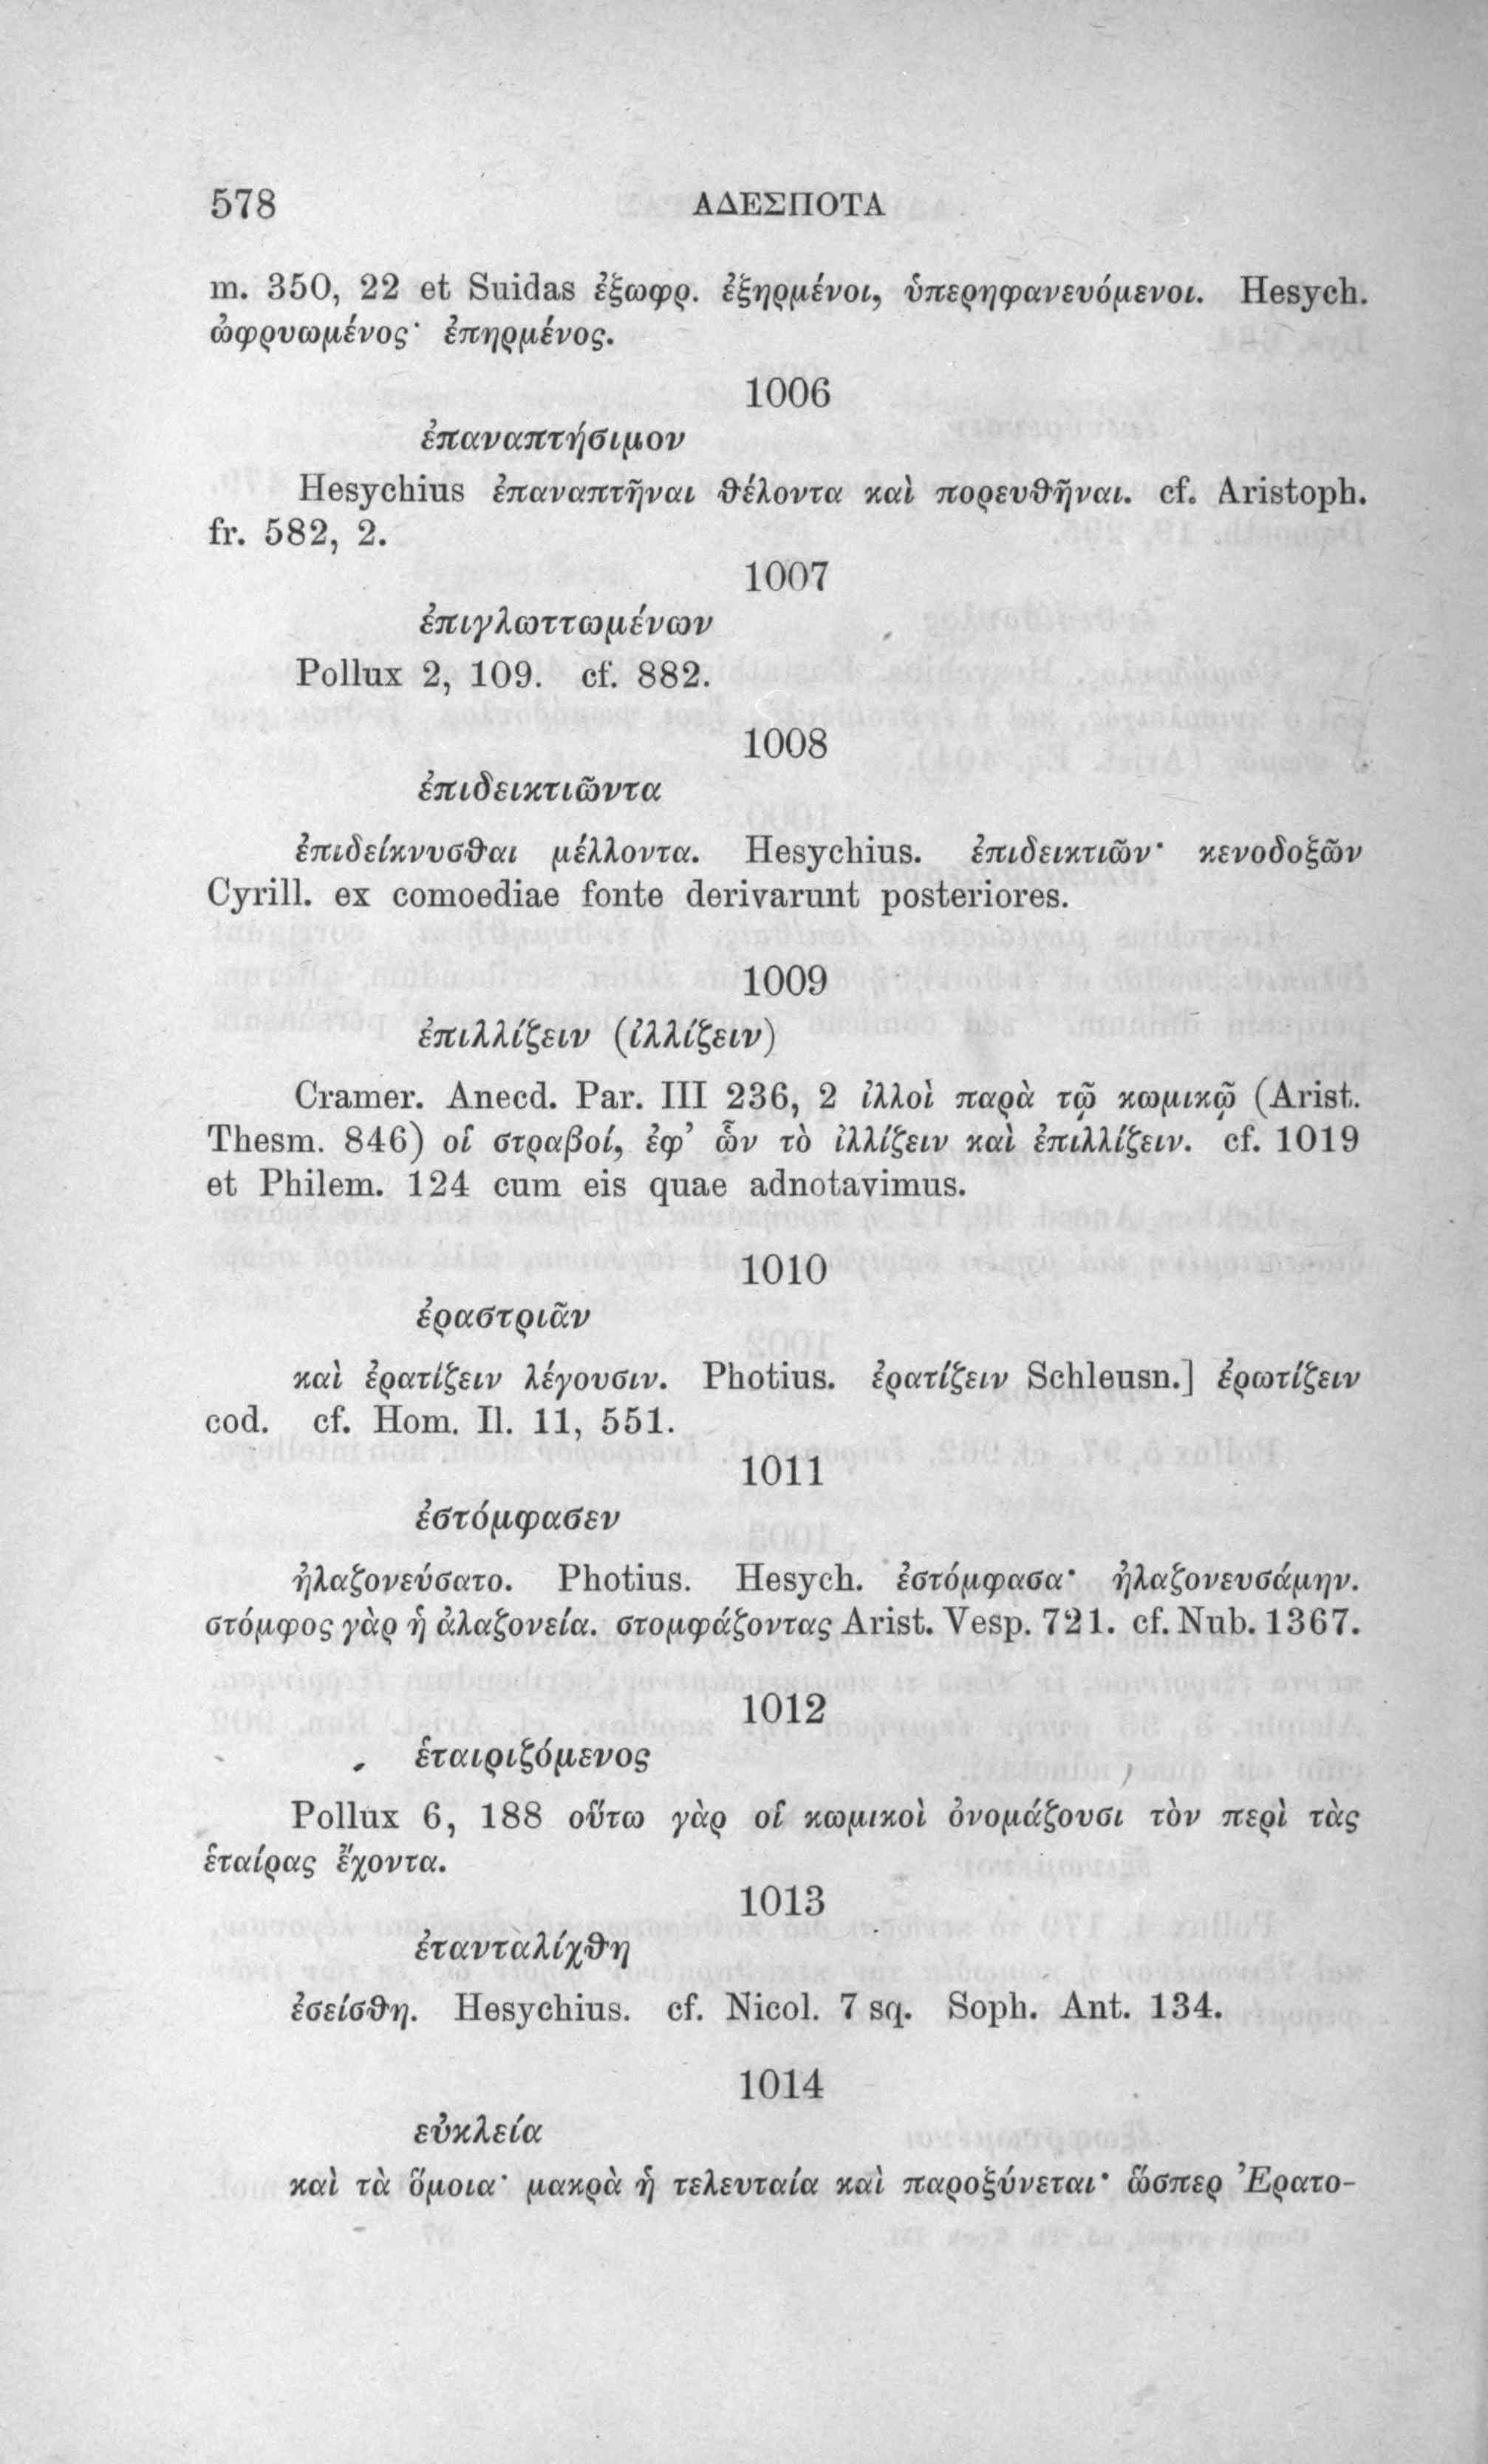 578 ΑΔΕΣΠΟΤΑ
m. 350, 22 et Suidas ἐξωφρ. ἐξηρμένοι, ὑπερηφανευόμενοι. Hesych.
ὠφρυωμένος· ἐπηρμένος.
1006
ἐπαναπτήσιμον
Hesychius ἐπαναπτῆναι θέλοντα καὶ πορευθῆναι. cf. Aristoph.
fr. 582, 2.
1007
ἐπιγλωττωμένων
Pollux 2, 109. cf. 882.
1008
ἐπιδεικτιῶντα
ἐπιδείκνυσθαι μέλλοντα. Hesychius. ἐπιδεικτιῶν· κενοδοξῶν
Cyrill. ex comoediae fonte derivarunt posteriores.
1009
ἐπιλλίζειν (ἰλλίζειν)
Cramer. Anecd. Par. III 236, 2 ἰλλοὶ παρὰ τῷ κωμικῷ (Arist.
Thesm. 846) οἱ στραβοί, ἐφ’ ὧν τὸ ἰλλίζειν καὶ ἐπιλλίζειν. cf. 1019
et Philem. 124 cum eis quae adnotavimus.
1010
ἐραστριᾶν
καὶ ἐρατίζειν λέγουσιν. Photius. ἐρατίζειν Schleusn.] ἐρωτίζειν
cod. cf. Hom. Il. 11, 551.
1011
ἐστόμφασεν
ἠλαζονεύσατο. Photius. Hesych. ἐστόμφασα· ἠλαζονευσάμην.
στόμφος γὰρ ἡ ἀλαζονεία. στομφάζοντας Arist. Vesp. 721. cf. Nub. 1367.
1012
ἑταιριζόμενος
Pollux 6, 188 οὕτω γὰρ οἱ κωμικοὶ ὀνομάζουσι τὸν περὶ τὰς
ἑταίρας ἔχοντα.
1013
ἐτανταλίχθη
ἐσείσθη. Hesychius. cf. Nicol. 7 sq. Soph. Ant. 134.
1014
εὐκλεία
καὶ τὰ ὅμοια· μακρὰ ἡ τελευταία καὶ παροξύνεται· ὥσπερ Ἐρατο-